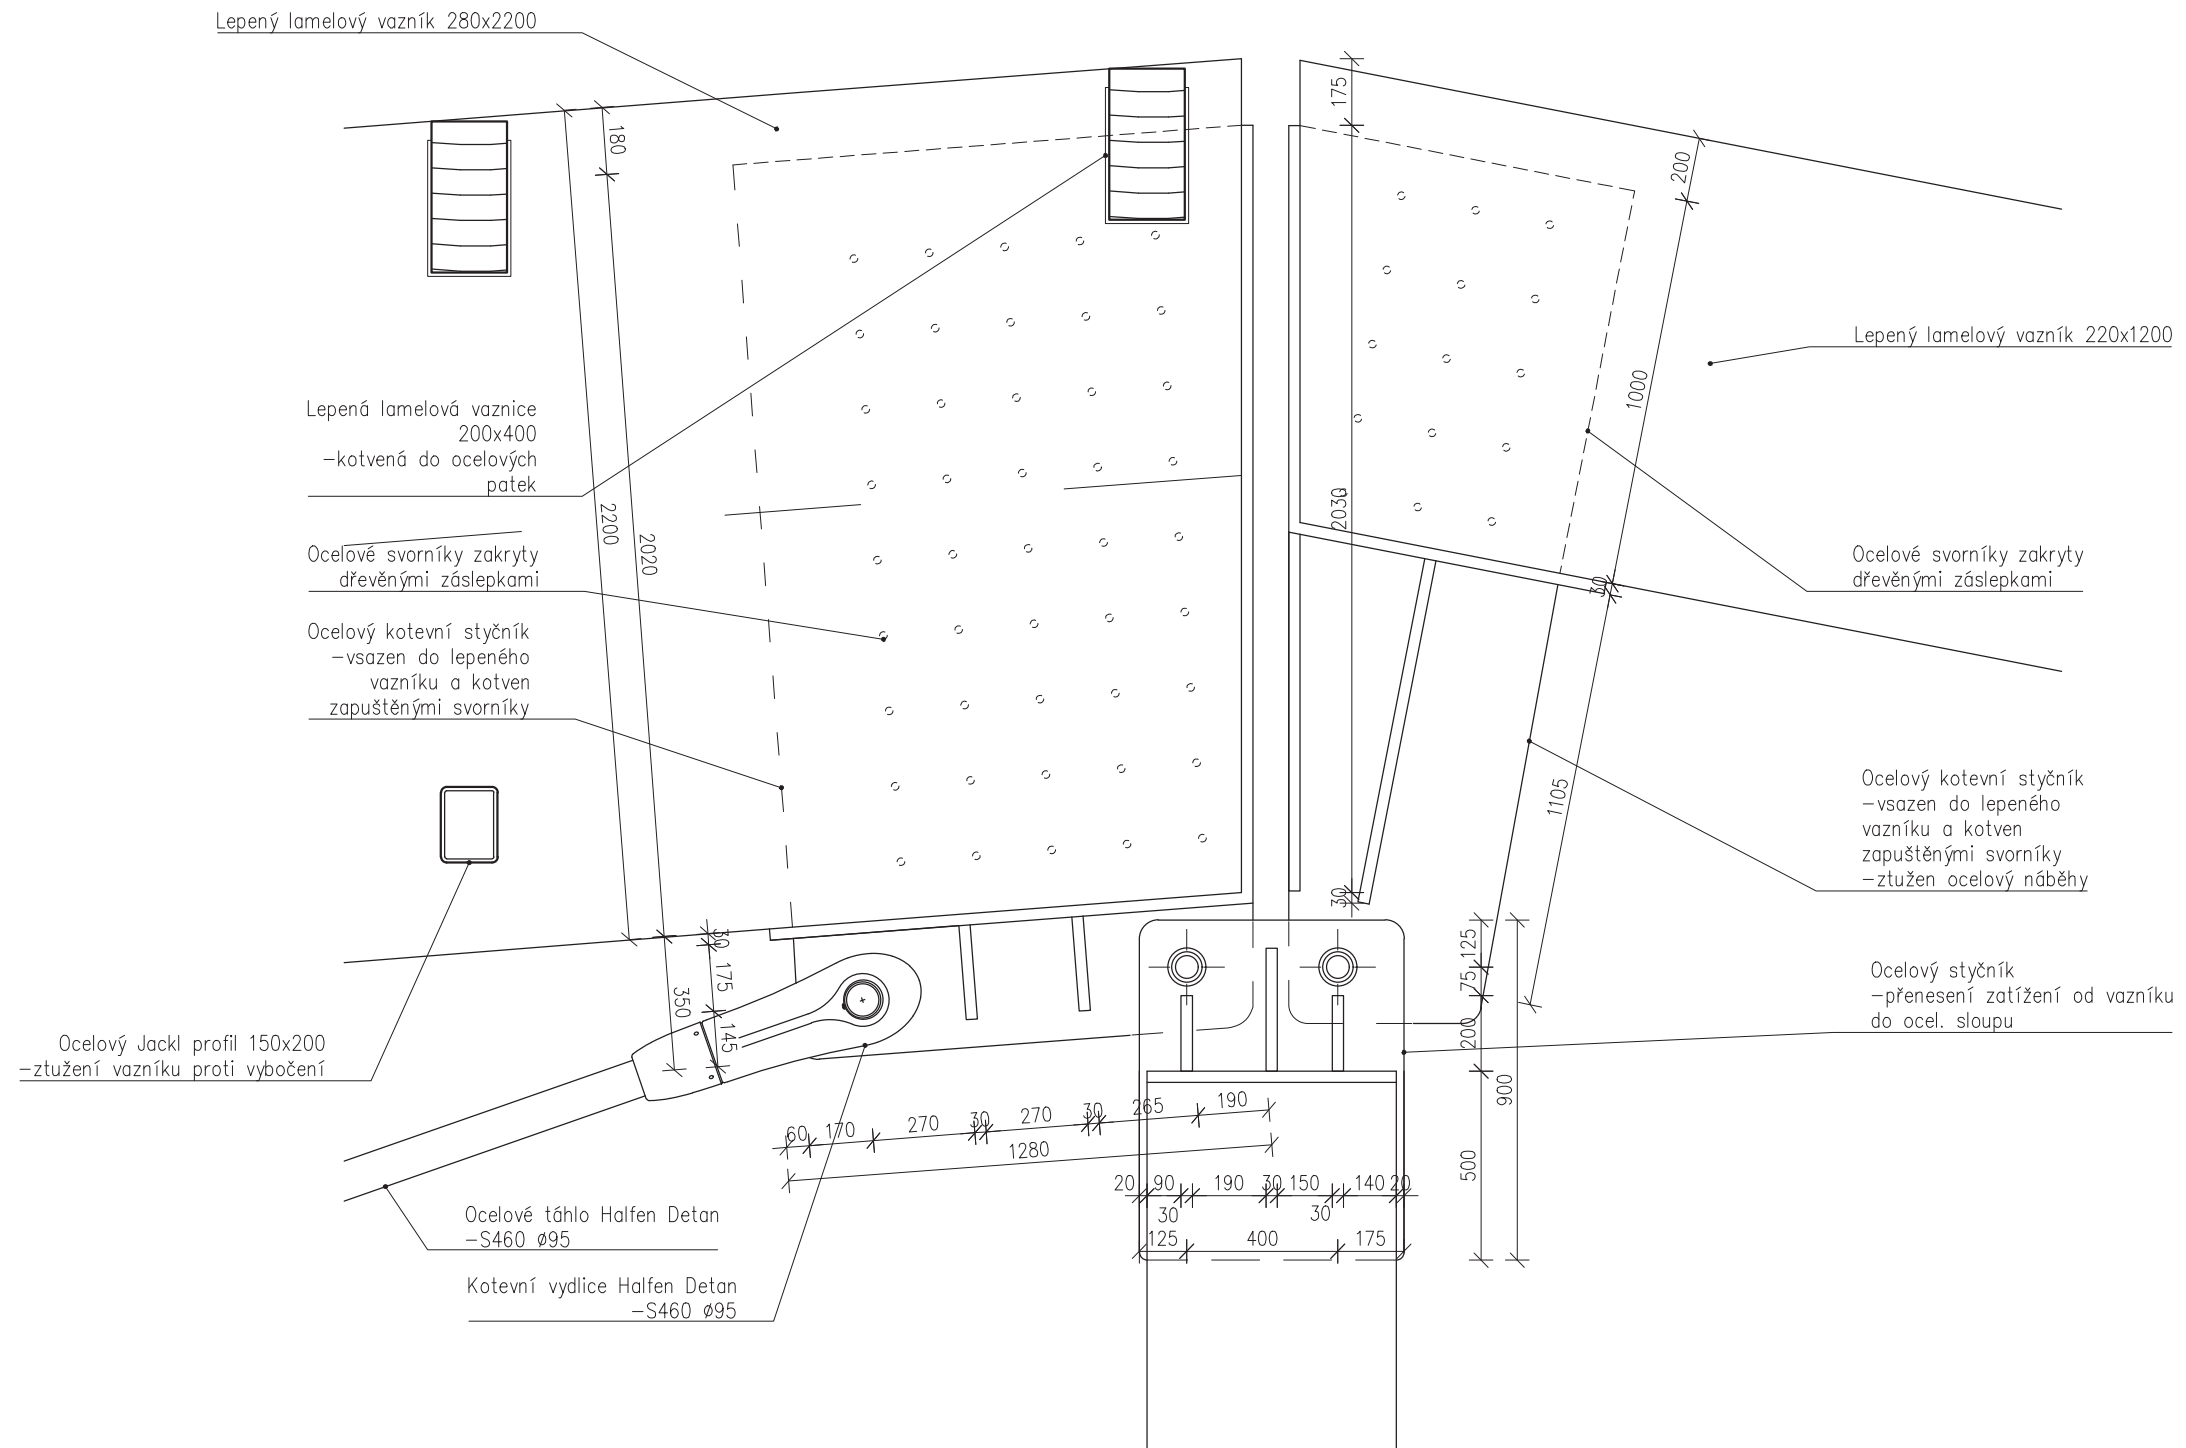 Lepený lamelový vazník 280x2200
175
180
200
Lepený lamelový vazník 220x1200
1000
Lepená lamelová vaznice
200x400
-kotvená do ocelových
patek
2200
2020
2030
Ocelové svorníky zakryty
dřevěnými záslepkami
Ocelové svorníky zakryty
dřevěnými záslepkami
30
Ocelový kotevní styčník
-vsazen do lepeného
vazníku a kotven
zapuštěnými svorníky
1105
Ocelový kotevní styčník
-vsazen do lepeného
vazníku a kotven
zapuštěnými svorníky
-ztužen ocelový náběhy
30
30
175
350
145
125
75
200
900
500
Ocelový styčník
-přenesení zatížení od vazníku
do ocel. sloupu
Ocelový Jackl profil 150x200
-ztužení vazníku proti vybočení
60 170 270 30 270 30 265 190
1280
20 90 190 30 150 140 20
30 30
125 400 175
Ocelové táhlo Halfen Detan
-S460 ø95
Kotevní vydlice Halfen Detan
-S460 ø95